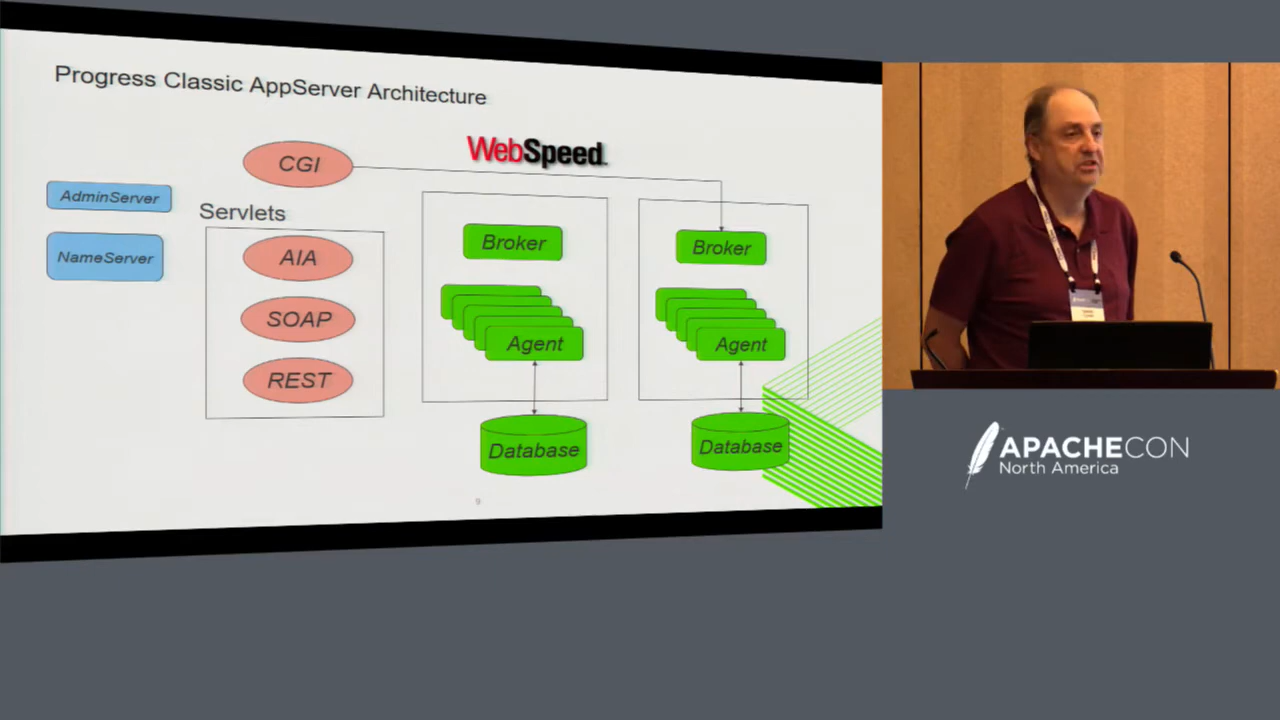 Progress Classic AppServer Architecture
WebSpeed
CGI
AdminServer
Servlets
NameServer
AIA
SOAP
REST
Broker
Agent
Database
Broker
Agent
Database
9
APACHECON
North America